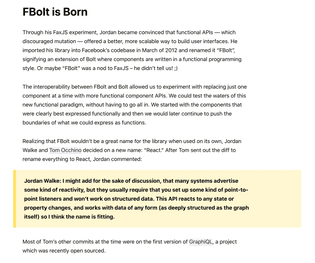 FBolt is Born
Through his FaxJS experiment, Jordan became convinced that functional APIs — which
discouraged mutation — offered a better, more scalable way to build user interfaces. He
imported his library into Facebook's codebase in March of 2012 and renamed it "FBolt",
signifying an extension of Bolt where components are written in a functional programming
style. Or maybe "FBolt" was a nod to FaxJS – he didn't tell us! ;)
The interoperability between FBolt and Bolt allowed us to experiment with replacing just one
component at a time with more functional component APIs. We could test the waters of this
new functional paradigm, without having to go all in. We started with the components that
were clearly best expressed functionally and then we would later continue to push the
boundaries of what we could express as functions.
Realizing that FBolt wouldn't be a great name for the library when used on its own, Jordan
Walke and Tom Occhino decided on a new name: "React." After Tom sent out the diff to
rename everything to React, Jordan commented:
Jordan Walke: I might add for the sake of discussion, that many systems advertise
some kind of reactivity, but they usually require that you set up some kind of point-to-
point listeners and won't work on structured data. This API reacts to any state or
property changes, and works with data of any form (as deeply structured as the graph
itself) so I think the name is fitting.
Most of Tom's other commits at the time were on the first version of GraphiQL, a project
which was recently open sourced.